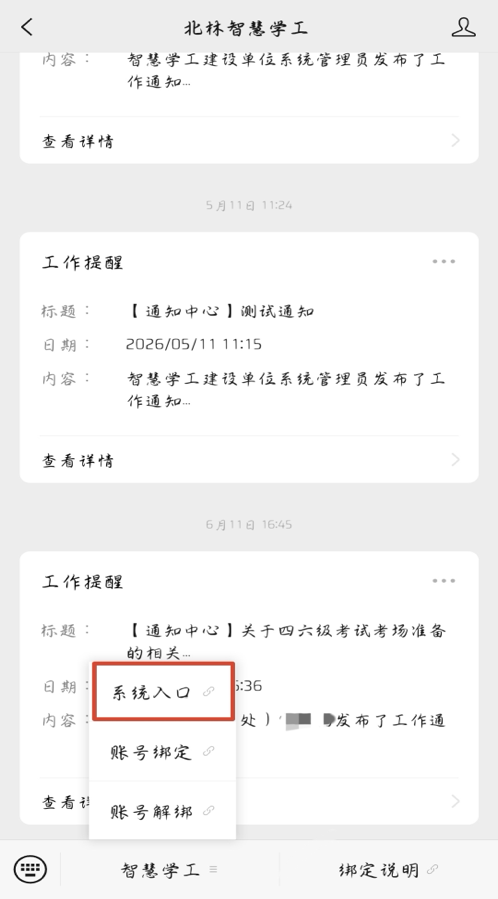 北林智慧学工
内容： 智慧学工建设单位系统管理员发布了工
作通知...
查看详情
5月11日 11:24
工作提醒
标题： 【通知中心】测试通知
日期： 2026/05/11 11:15
内容： 智慧学工建设单位系统管理员发布了工
作通知...
查看详情
6月11日 16:45
工作提醒
标题： 【通知中心】关于四六级考试考场准备
的相关...
日期： :36
系统入口
内容： 处） 发布了工作通
账号绑定
查看
账号解绑
智慧学工 绑定说明